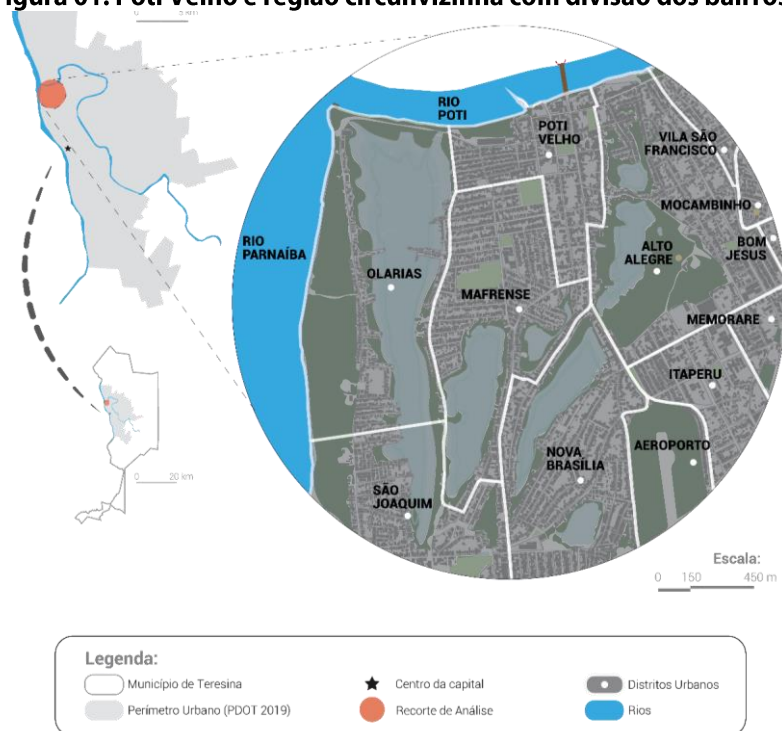 igura 01: Poti Velho e região circunvizinha com divisão dos bairros
5 km
RIO
POTI
POTI
VELHO
VILA SÃO
FRANCISCO
MOCAMBINHO
BOM
JESUS
ALTO
ALEGRE
RIO
PARNAÍBA
OLARIAS
MAFRENSE
MEMORARE
ITAPERU
AEROPORTO
NOVA
BRASÍLIA
SÃO
JOAQUIM
0 20 km
Escala:
0 150 450 m
Legenda:
Município de Teresina
Centro da capital
Distritos Urbanos
Perímetro Urbano (PDOT 2019)
Recorte de Análise
Rios